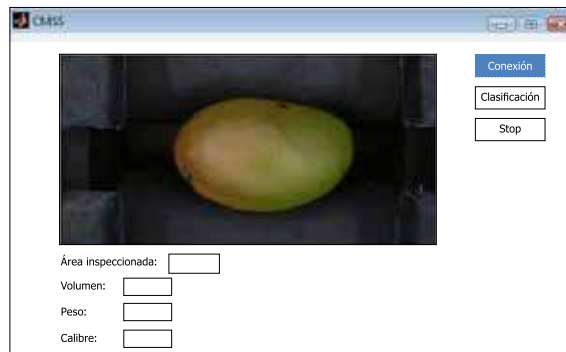 CMSS
Conexión
Clasificación
Stop
Área inspeccionada:
Volumen:
Peso:
Calibre: